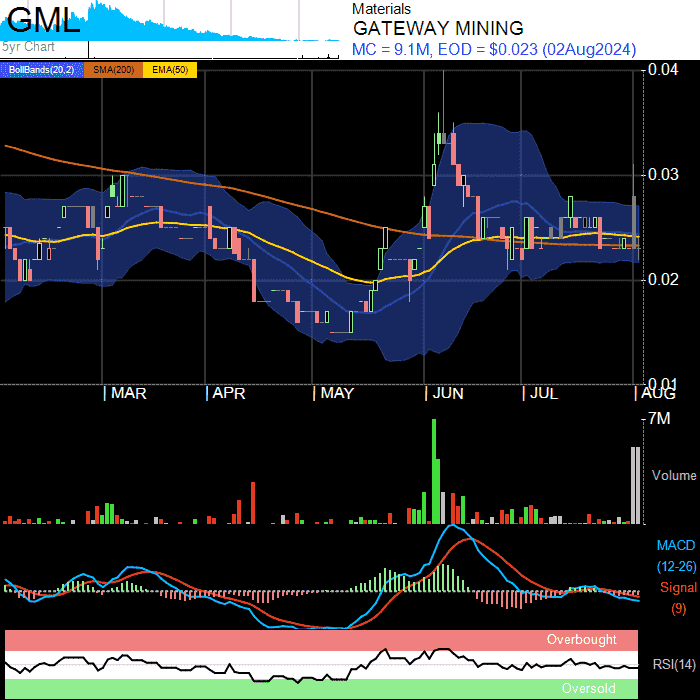 GML
5yr Chart
Materials
GATEWAY MINING
MC = 9.1M, EOD = $0.023 (02Aug2024)
BollBands(20,2) SMA(200) EMA(50)
0.04
0.03
0.02
0.01
MAR APR MAY JUN JUL AUG
7M
Volume
MACD
(12-26)
Signal
(9)
Overbought
RSI(14)
Oversold